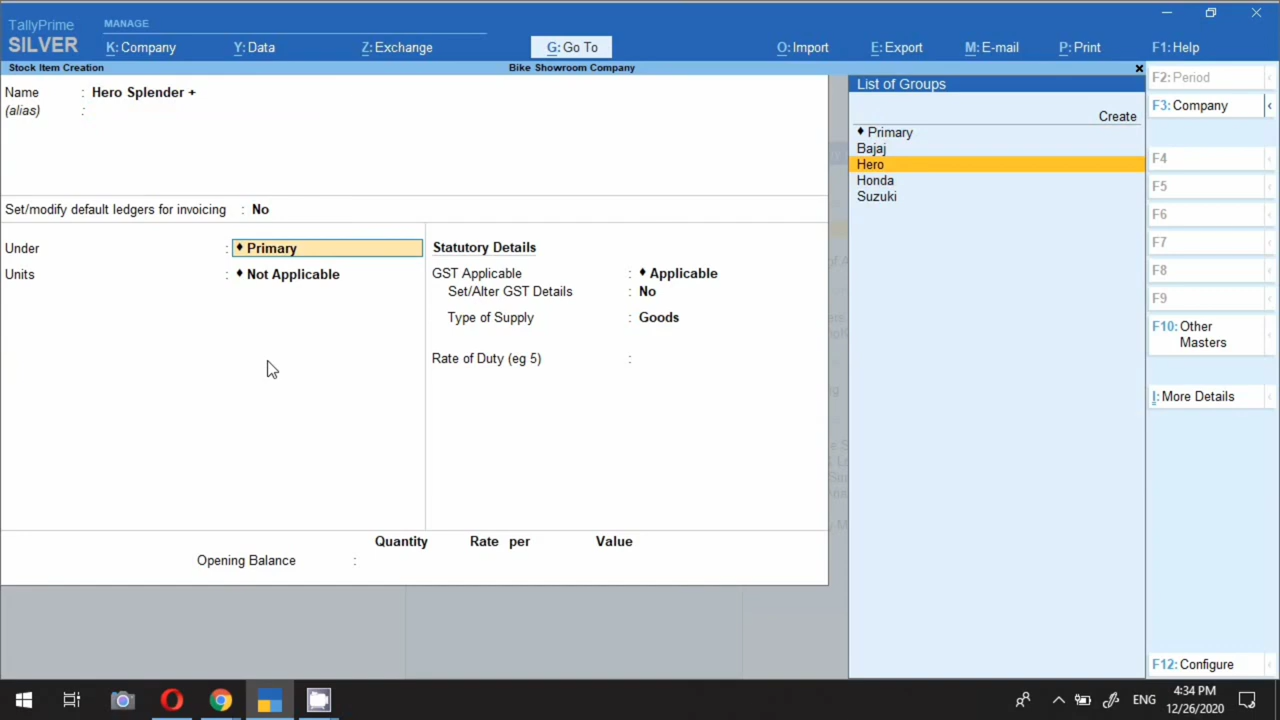 TallyPrime
MANAGE
SILVER
K: Company
Y: Data
Z: Exchange
G: Go To
O: Import
E: Export
M: E-mail
P: Print
F1: Help
Stock Item Creation
Bike Showroom Company
Name : Hero Splender +
(alias) :
Set/modify default ledgers for invoicing : No
Under : ♦ Primary
Units : ♦ Not Applicable
Statutory Details
GST Applicable : ♦ Applicable
Set/Alter GST Details : No
Type of Supply : Goods
Rate of Duty (eg 5) :
Quantity Rate per Value
Opening Balance :
List of Groups
Create
♦ Primary
Bajaj
Hero
Honda
Suzuki
F2: Period
F3: Company
F4
F5
F6
F7
F8
F9
F10: Other
Masters
I: More Details
F12: Configure
ENG
4:34 PM
12/26/2020